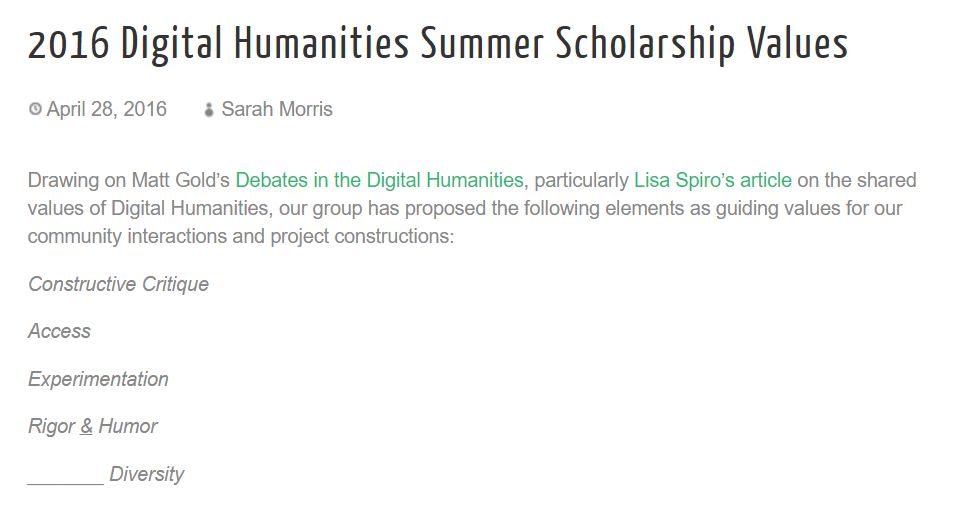 2016 Digital Humanities Summer Scholarship Values
April 28, 2016 Sarah Morris
Drawing on Matt Gold’s Debates in the Digital Humanities, particularly Lisa Spiro’s article on the shared
values of Digital Humanities, our group has proposed the following elements as guiding values for our
community interactions and project constructions:
Constructive Critique
Access
Experimentation
Rigor & Humor
_______ Diversity